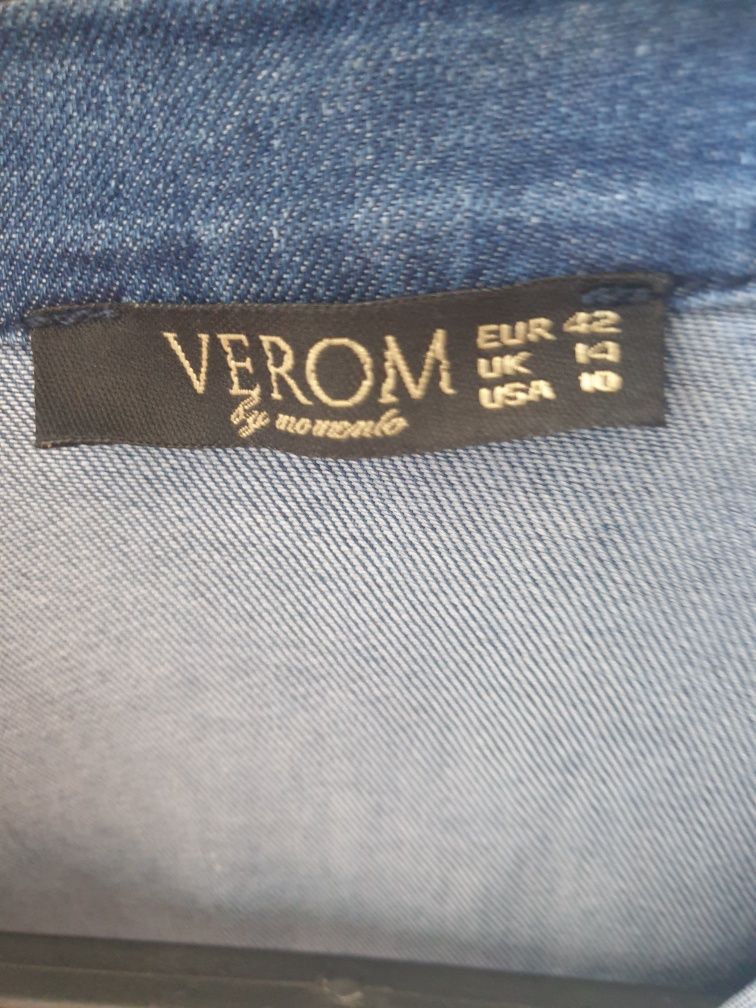 VEROM
by momento
EUR 42
UK 14
USA 10